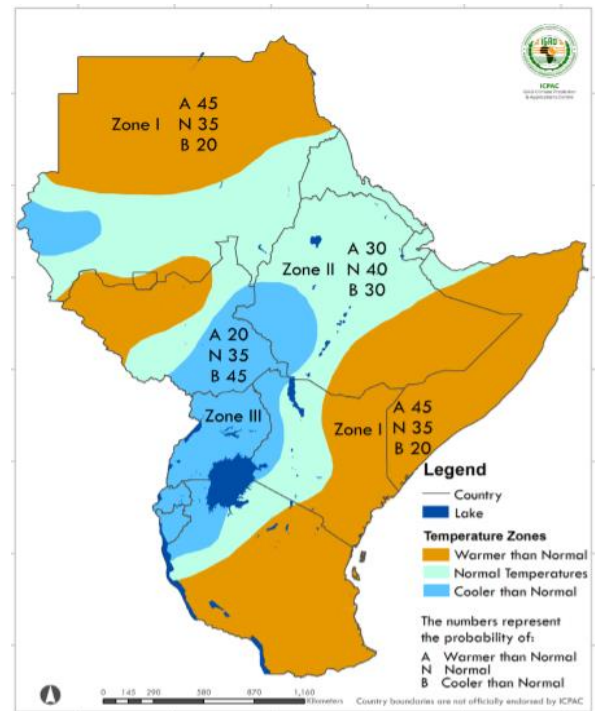 IGAD
ICPAC
A 45
Zone I N 35
B 20
A 30
Zone II N 40
B 30
A 20
N 35
B 45
Zone III
A 45
Zone I N 35
B 20
Legend
Country
Lake
Temperature Zones
Warmer than Normal
Normal Temperatures
Cooler than Normal
The numbers represent
the probability of:
A Warmer than Normal
N Normal
B Cooler than Normal
0 145 290 580 870 1,160
Kilometers
Country boundaries are not officially endorsed by ICPAC